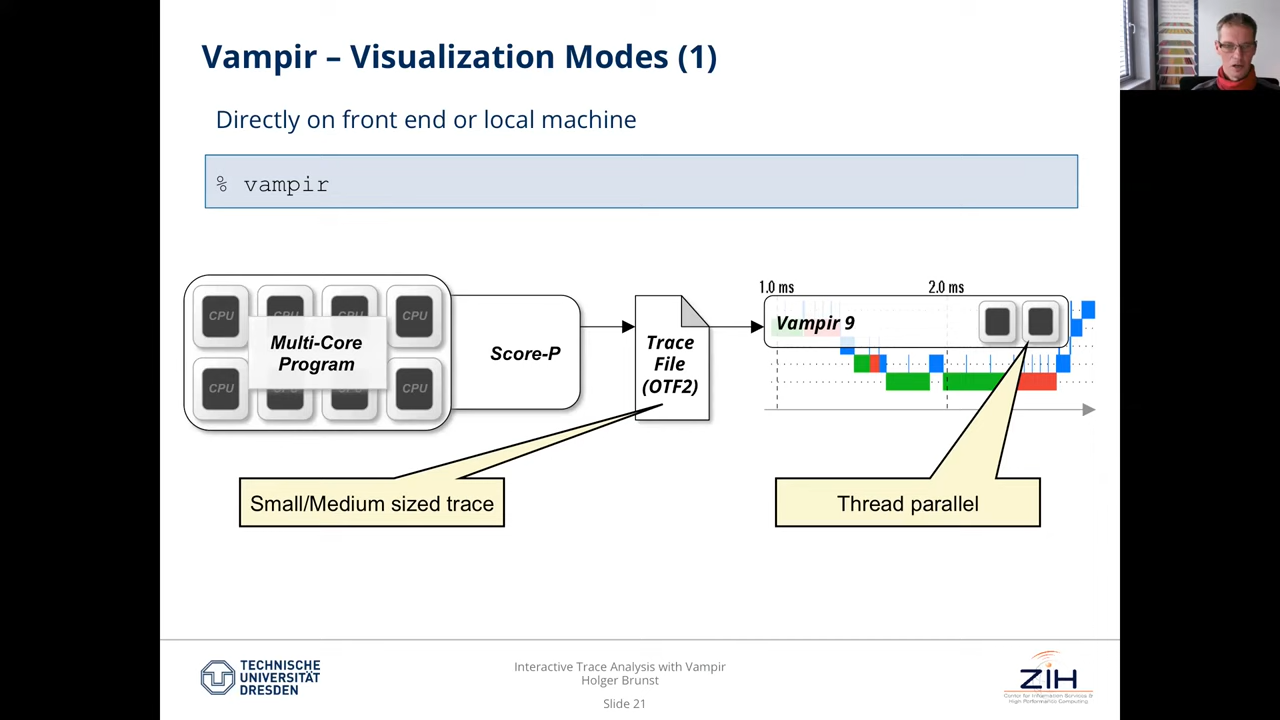 Vampir – Visualization Modes (1)
Directly on front end or local machine
% vampir
CPU
CPU
CPU
CPU
Multi-Core
Program
CPU
CPU
CPU
CPU
Score-P
Trace
File
(OTF2)
1.0 ms
2.0 ms
Vampir 9
Small/Medium sized trace
Thread parallel
TECHNISCHE
UNIVERSITÄT
DRESDEN
Interactive Trace Analysis with Vampir
Holger Brunst
Slide 21
ZIH
Center for Information Services &
High Performance Computing